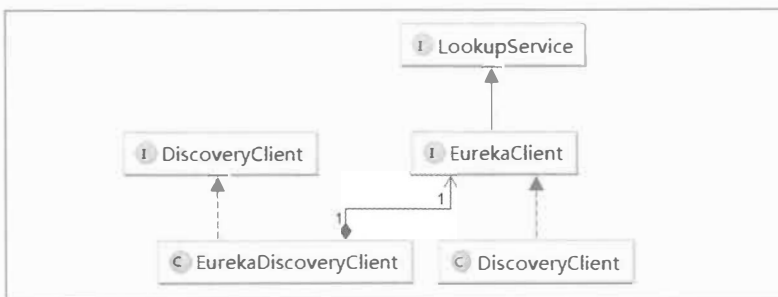 I LookupService
I DiscoveryClient
I EurekaClient
1
1
C EurekaDiscoveryClient
C DiscoveryClient